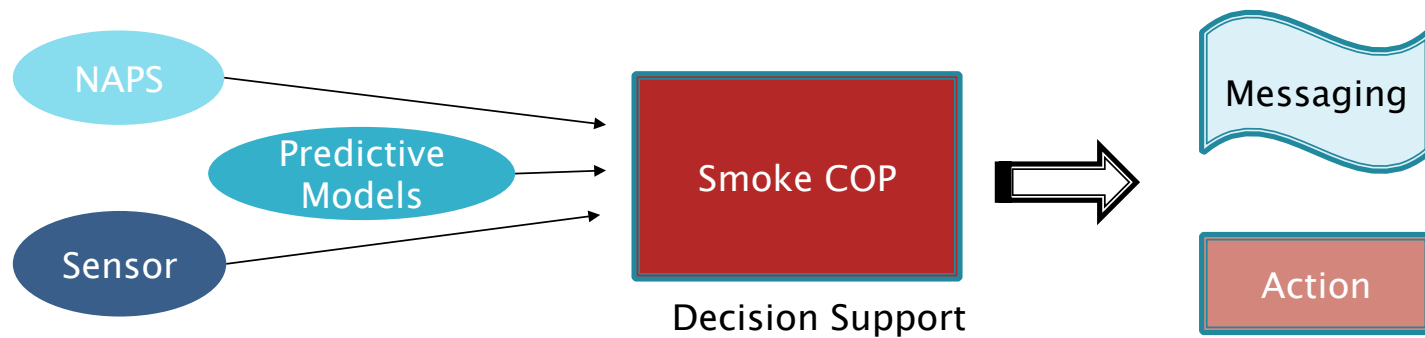 NAPS
Predictive
Models
Sensor
Smoke COP
Decision Support
Messaging
Action